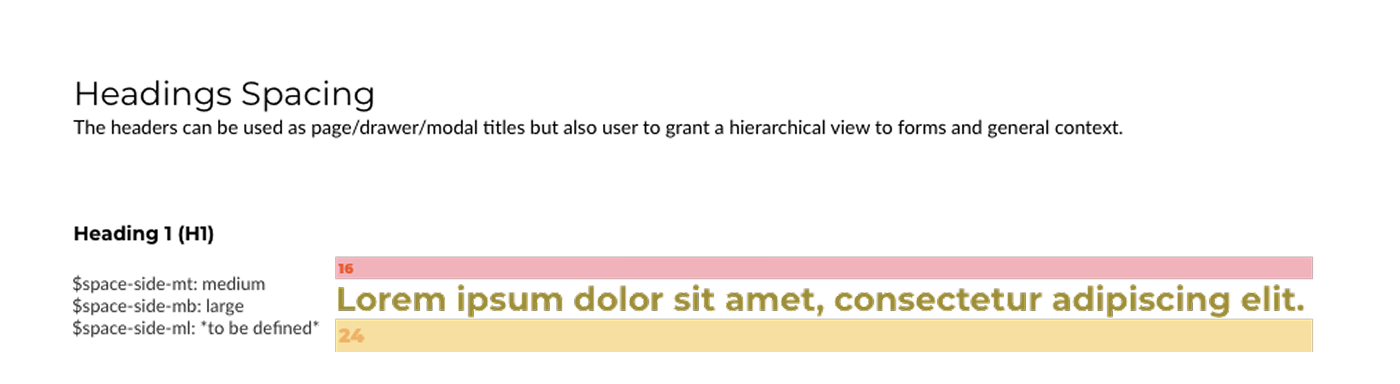 Headings Spacing
The headers can be used as page/drawer/modal titles but also user to grant a hierarchical view to forms and general context.
Heading 1 (H1)
$space-side-mt: medium
$space-side-mb: large
$space-side-ml: *to be defined*
16
Lorem ipsum dolor sit amet, consectetur adipiscing elit.
24